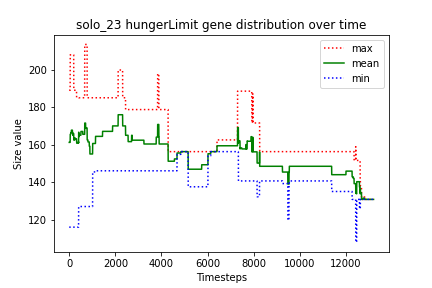 solo_23 hungerLimit gene distribution over time
max
mean
min
Size value
200
180
160
140
120
0
2000
4000
6000
8000
10000
12000
Timesteps